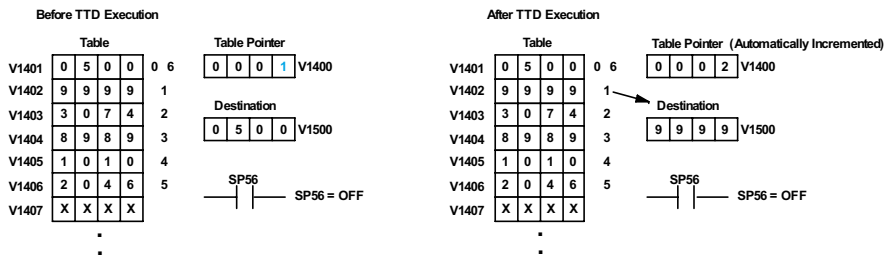 Before TTD Execution
Table
Table Pointer
V1401 0 5 0 0 0 6
0 0 0 1 V1400
V1402 9 9 9 9 1
V1403 3 0 7 4 2
Destination
0 5 0 0 V1500
V1404 8 9 8 9 3
V1405 1 0 1 0 4
V1406 2 0 4 6 5
SP56
SP56 = OFF
V1407 X X X X
After TTD Execution
Table
Table Pointer (Automatically Incremented)
V1401 0 5 0 0 0 6
0 0 0 2 V1400
V1402 9 9 9 9 1
V1403 3 0 7 4 2
Destination
9 9 9 9 V1500
V1404 8 9 8 9 3
V1405 1 0 1 0 4
V1406 2 0 4 6 5
SP56
SP56 = OFF
V1407 X X X X